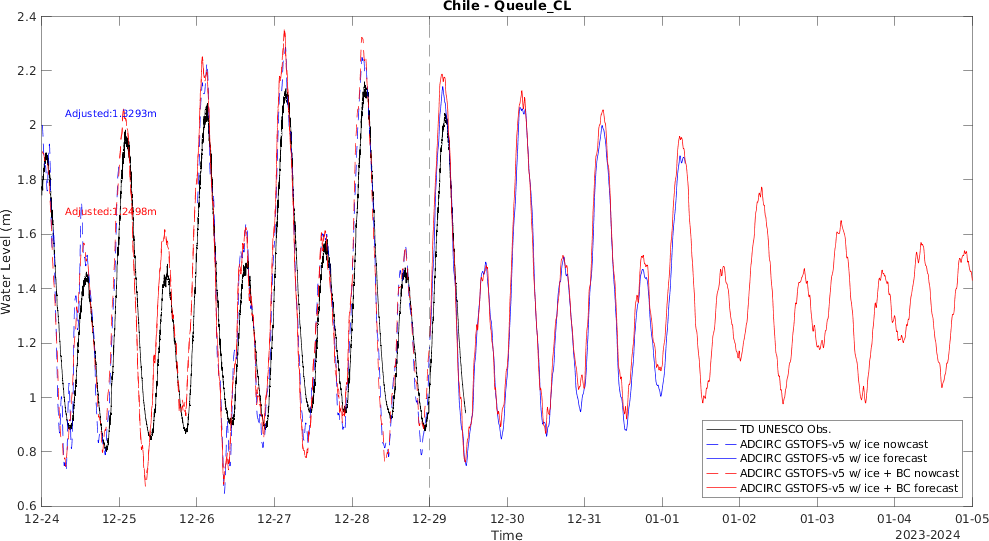 Chile - Queule_CL
2.4
2.2
2
1.8
1.6
1.4
1.2
1
0.8
0.6
Water Level (m)
Adjusted:1.3293m
Adjusted:1.2498m
TD UNESCO Obs.
ADCIRC GSTOFS-v5 w/ ice nowcast
ADCIRC GSTOFS-v5 w/ ice forecast
ADCIRC GSTOFS-v5 w/ ice + BC nowcast
ADCIRC GSTOFS-v5 w/ ice + BC forecast
12-24 12-25 12-26 12-27 12-28 12-29 12-30 12-31 01-01 01-02 01-03 01-04 01-05
Time
2023-2024